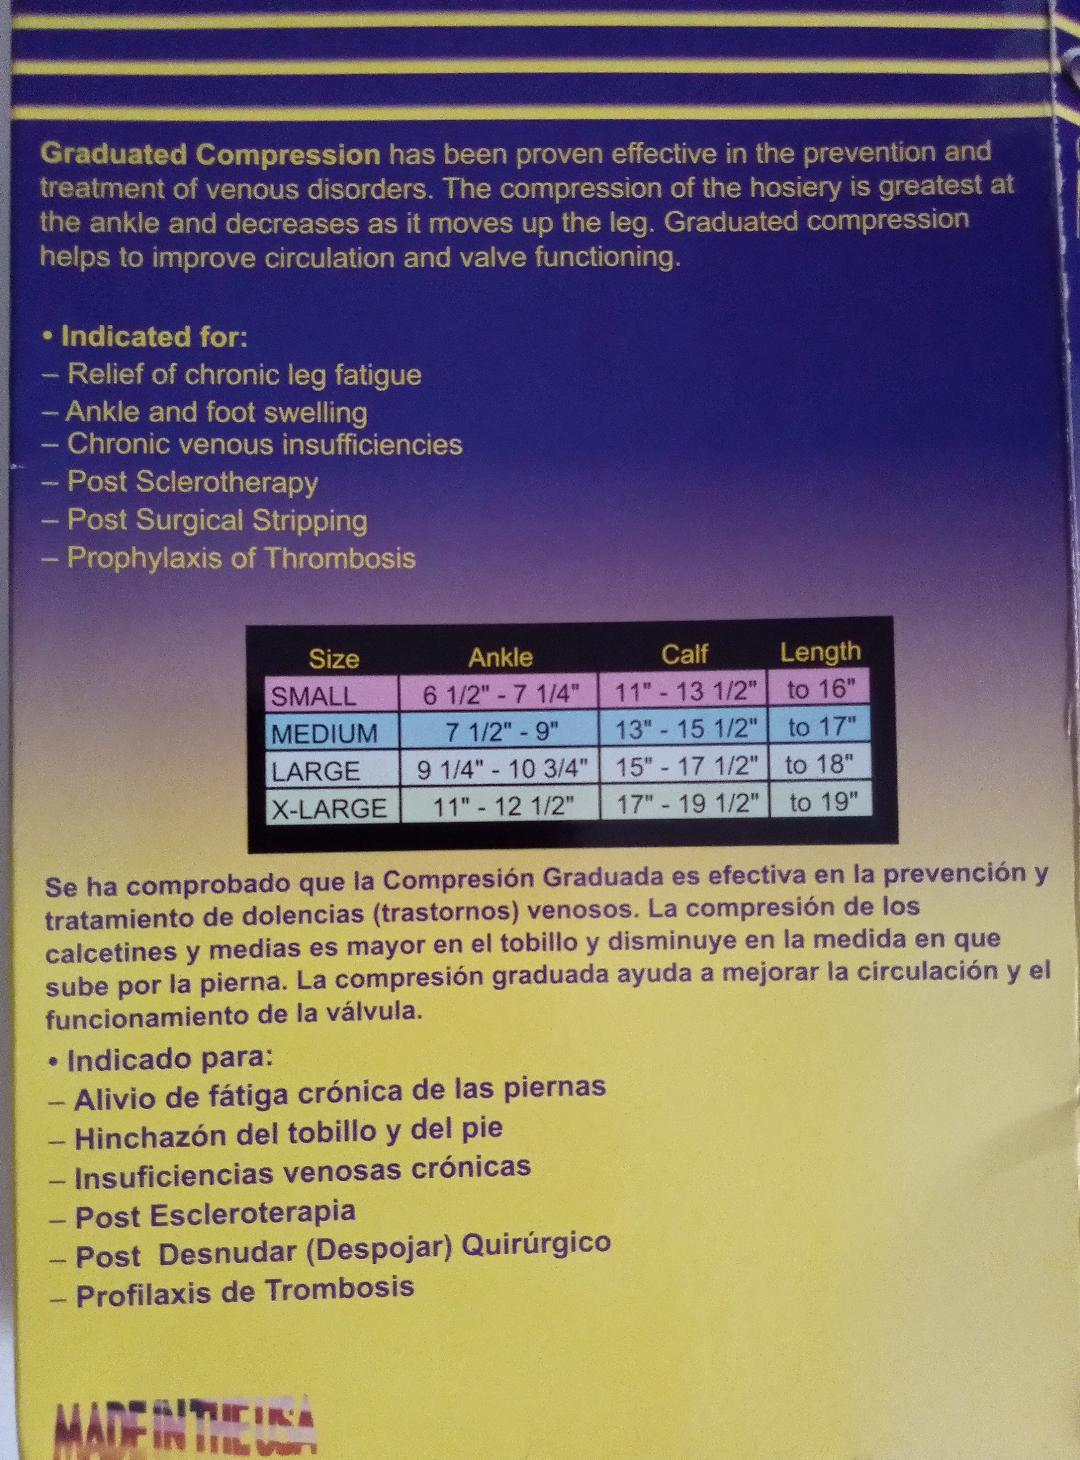 Graduated Compression has been proven effective in the prevention and
treatment of venous disorders. The compression of the hosiery is greatest at
the ankle and decreases as it moves up the leg. Graduated compression
helps to improve circulation and valve functioning.
• Indicated for:
– Relief of chronic leg fatigue
– Ankle and foot swelling
– Chronic venous insufficiencies
– Post Sclerotherapy
– Post Surgical Stripping
– Prophylaxis of Thrombosis
Size Ankle Calf Length
SMALL 6 1/2" - 7 1/4" 11" - 13 1/2" to 16"
MEDIUM 7 1/2" - 9" 13" - 15 1/2" to 17"
LARGE 9 1/4" - 10 3/4" 15" - 17 1/2" to 18"
X-LARGE 11" - 12 1/2" 17" - 19 1/2" to 19"
Se ha comprobado que la Compresión Graduada es efectiva en la prevención y
tratamiento de dolencias (trastornos) venosos. La compresión de los
calcetines y medias es mayor en el tobillo y disminuye en la medida en que
sube por la pierna. La compresión graduada ayuda a mejorar la circulación y el
funcionamiento de la válvula.
• Indicado para:
– Alivio de fátiga crónica de las piernas
– Hinchazón del tobillo y del pie
– Insuficiencias venosas crónicas
– Post Escleroterapia
– Post Desnudar (Despojar) Quirúrgico
– Profilaxis de Trombosis
MADE IN THE USA